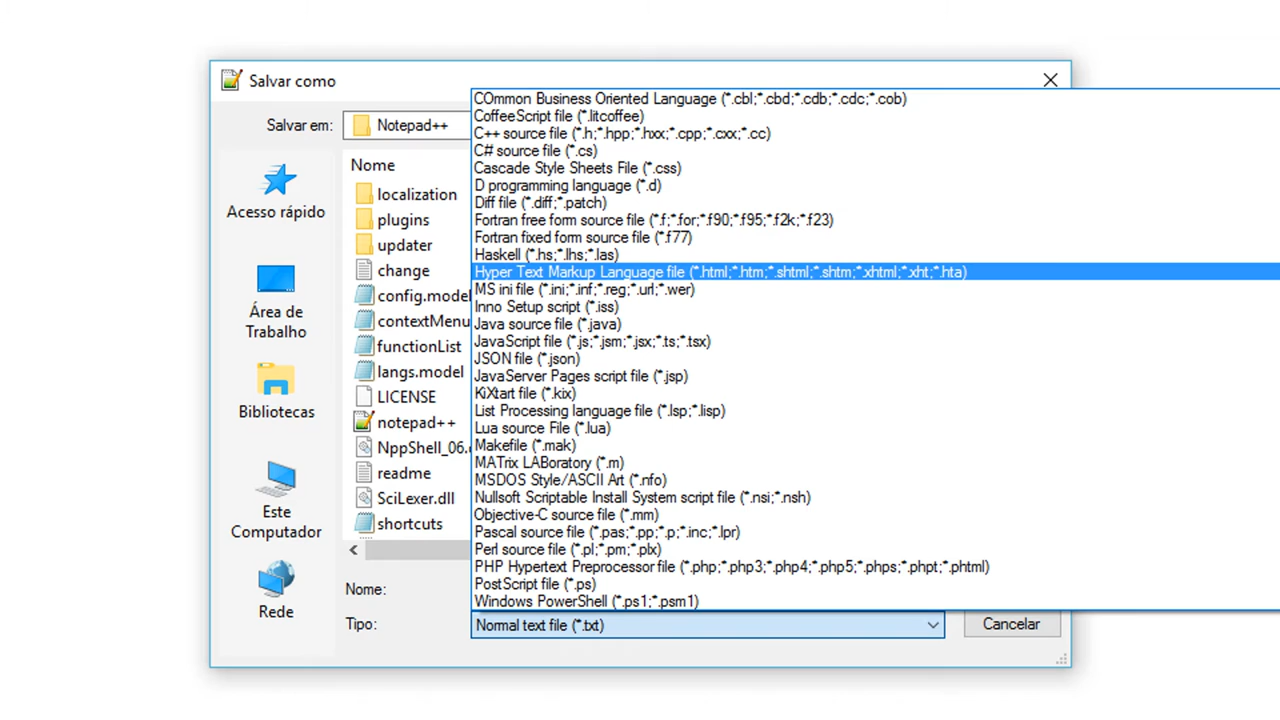 Salvar como
Salvar em:
Notepad++
Acesso rápido
Área de
Trabalho
Bibliotecas
Este
Computador
Rede
Nome
localization
plugins
updater
change
config.model
contextMenu
functionList
langs.model
LICENSE
notepad++
NppShell_06.
readme
SciLexer.dll
shortcuts
COmmon Business Oriented Language (*.cbl;*.cbd;*.cdb;*.cdc;*.cob)
CoffeeScript file (*.litcoffee)
C++ source file (*.h;*.hpp;*.hxx;*.cpp;*.cxx;*.cc)
C# source file (*.cs)
Cascade Style Sheets File (*.css)
D programming language (*.d)
Diff file (*.diff;*.patch)
Fortran free form source file (*.f;*.for;*.f90;*.f95;*.f2k;*.f23)
Fortran fixed form source file (*.f77)
Haskell (*.hs;*.lhs;*.las)
Hyper Text Markup Language file (*.html;*.htm;*.shtml;*.shtm;*.xhtml;*.xht;*.hta)
MS ini file (*.ini;*.inf;*.reg;*.url;*.wer)
Inno Setup script (*.iss)
Java source file (*.java)
JavaScript file (*.js;*.jsm;*.jsx;*.ts;*.tsx)
JSON file (*.json)
JavaServer Pages script file (*.jsp)
KiXtart file (*.kix)
List Processing language file (*.lsp;*.lisp)
Lua source File (*.lua)
Makefile (*.mak)
MATrix LABoratory (*.m)
MSDOS Style/ASCII Art (*.nfo)
Nullsoft Scriptable Install System script file (*.nsi;*.nsh)
Objective-C source file (*.mm)
Pascal source file (*.pas;*.pp;*.p;*.inc;*.lpr)
Perl source file (*.pl;*.pm;*.plx)
PHP Hypertext Preprocessor file (*.php;*.php3;*.php4;*.php5;*.phps;*.phpt;*.phtml)
PostScript file (*.ps)
Windows PowerShell (*.ps1;*.psm1)
Nome:
Tipo:
Normal text file (*.txt)
Cancelar